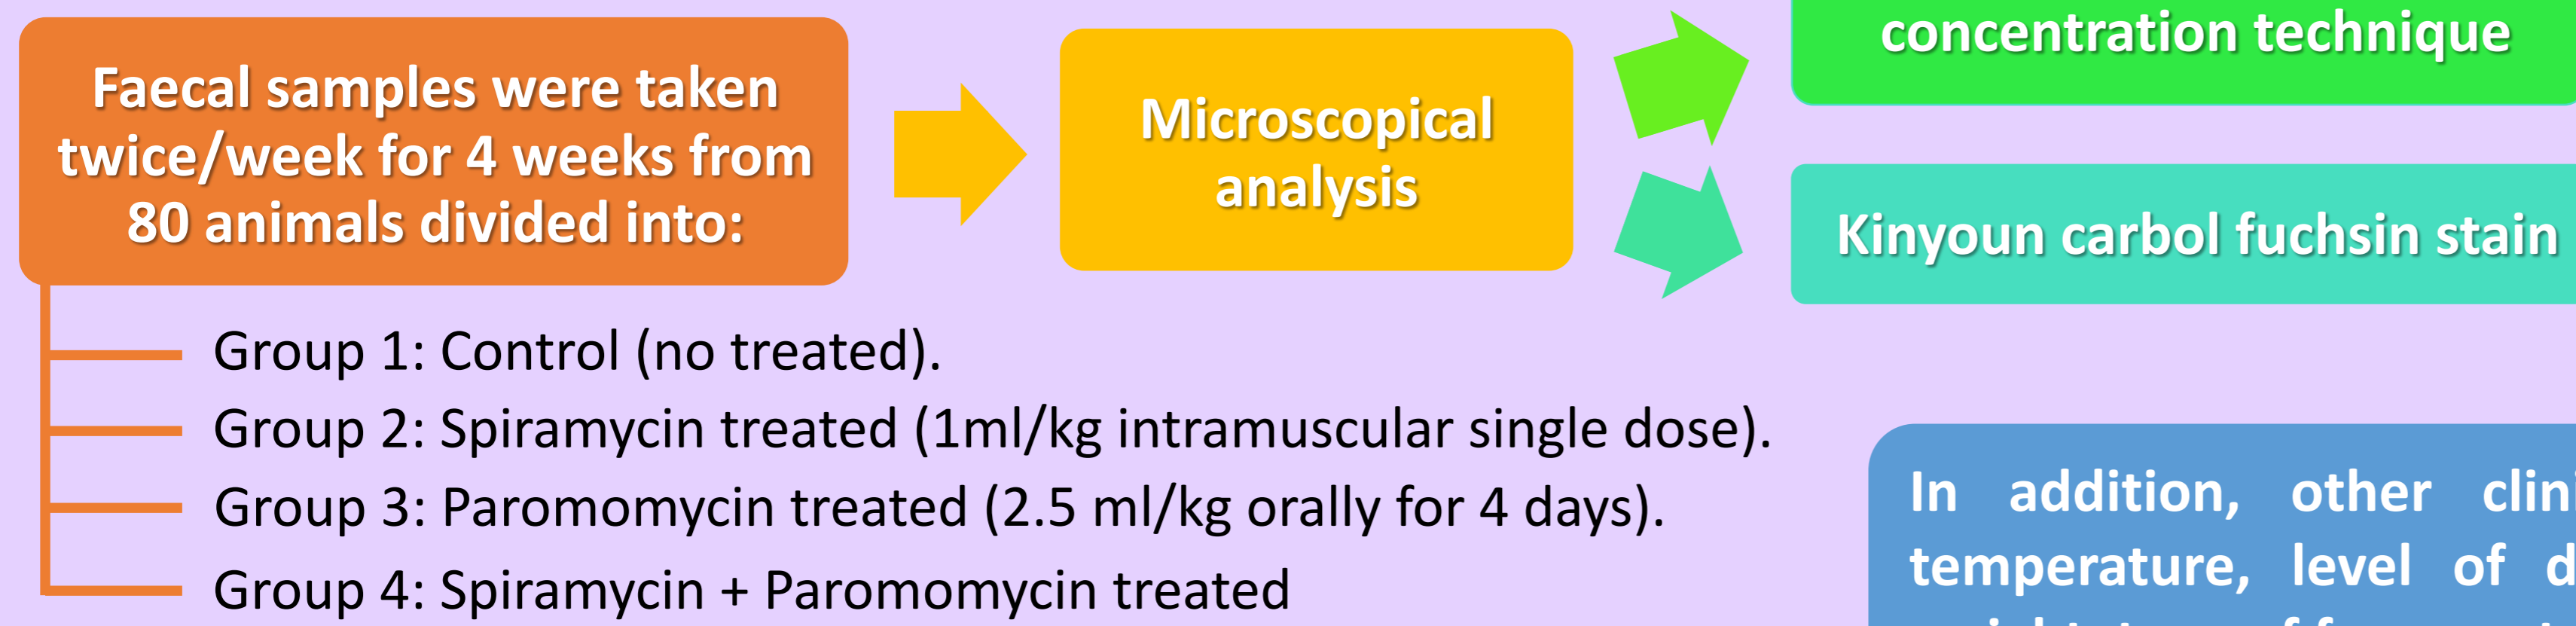 Faecal samples were taken
twice/week for 4 weeks from
80 animals divided into:
Microscopical
analysis
concentration technique
Kinyoun carbol fuchsin stain
Group 1: Control (no treated).
Group 2: Spiramycin treated (1ml/kg intramuscular single dose).
Group 3: Paromomycin treated (2.5 ml/kg orally for 4 days).
Group 4: Spiramycin + Paromomycin treated
In addition, other
temperature, level of